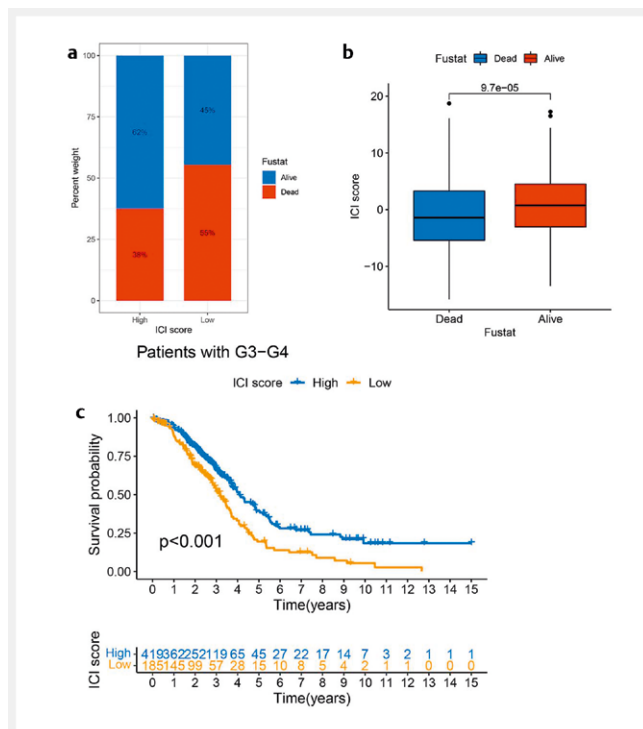 a
100
75
50
25
0
Percent weight
62%
38%
45%
55%
High
Low
ICI score
Fustat
Alive
Dead
Patients with G3−G4
b
Fustat Dead Alive
9.7e−05
20
10
0
−10
ICI score
Dead Alive
Fustat
ICI score High Low
c
1.00
0.75
0.50
0.25
0.00
Survival probability
p<0.001
0 1 2 3 4 5 6 7 8 9 10 11 12 13 14 15
Time(years)
ICI score
High 419 362 252 119 65 45 27 22 17 14 7 3 2 1 1 1
Low 185 145 99 57 28 15 10 8 5 4 2 1 1 0 0 0
0 1 2 3 4 5 6 7 8 9 10 11 12 13 14 15
Time(years)